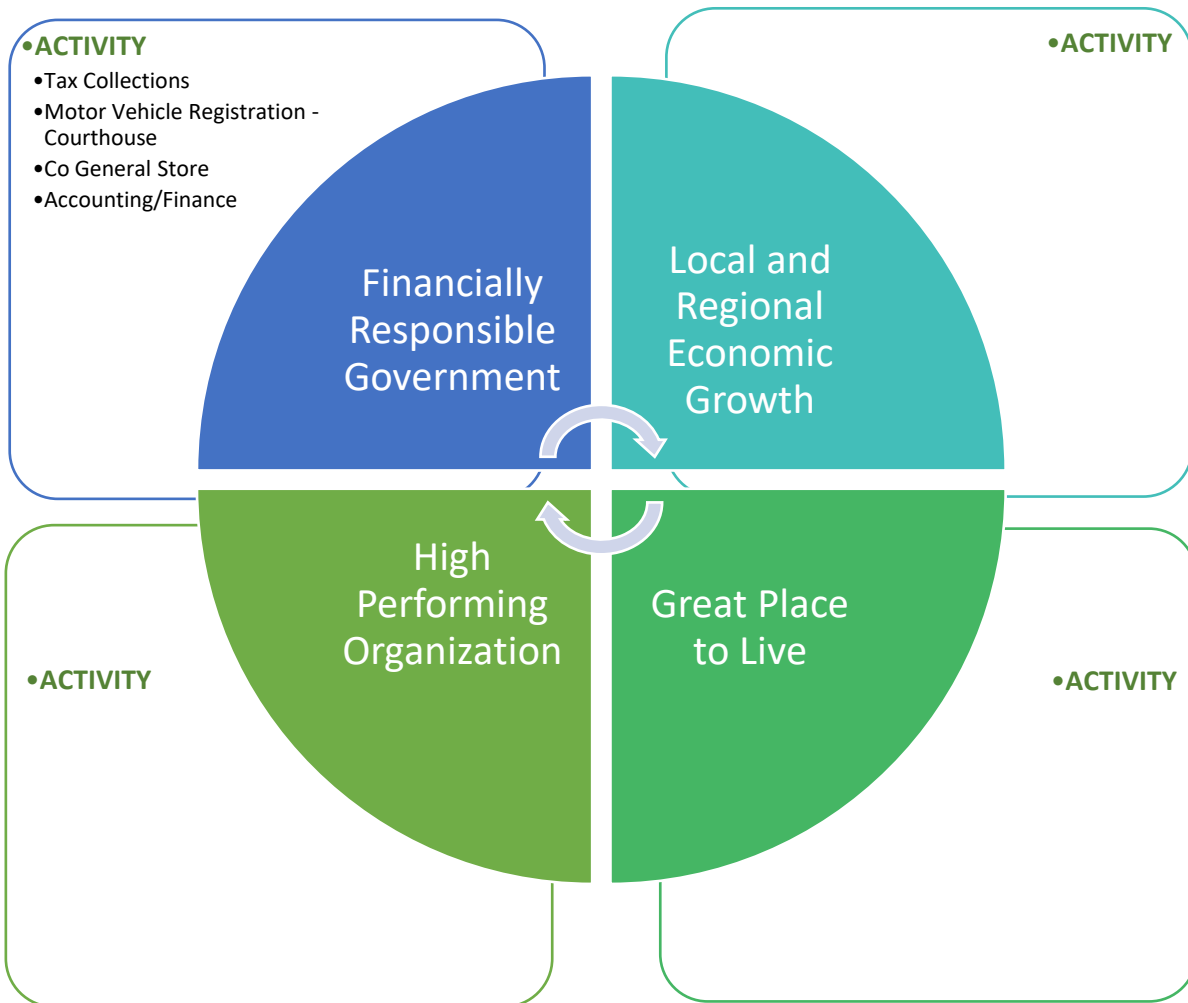 •ACTIVITY
•Tax Collections
•Motor Vehicle Registration -
Courthouse
•Co General Store
•Accounting/Finance
•ACTIVITY
Financially
Responsible
Government
Local and
Regional
Economic
Growth
High
Performing
Organization
Great Place
to Live
•ACTIVITY
•ACTIVITY